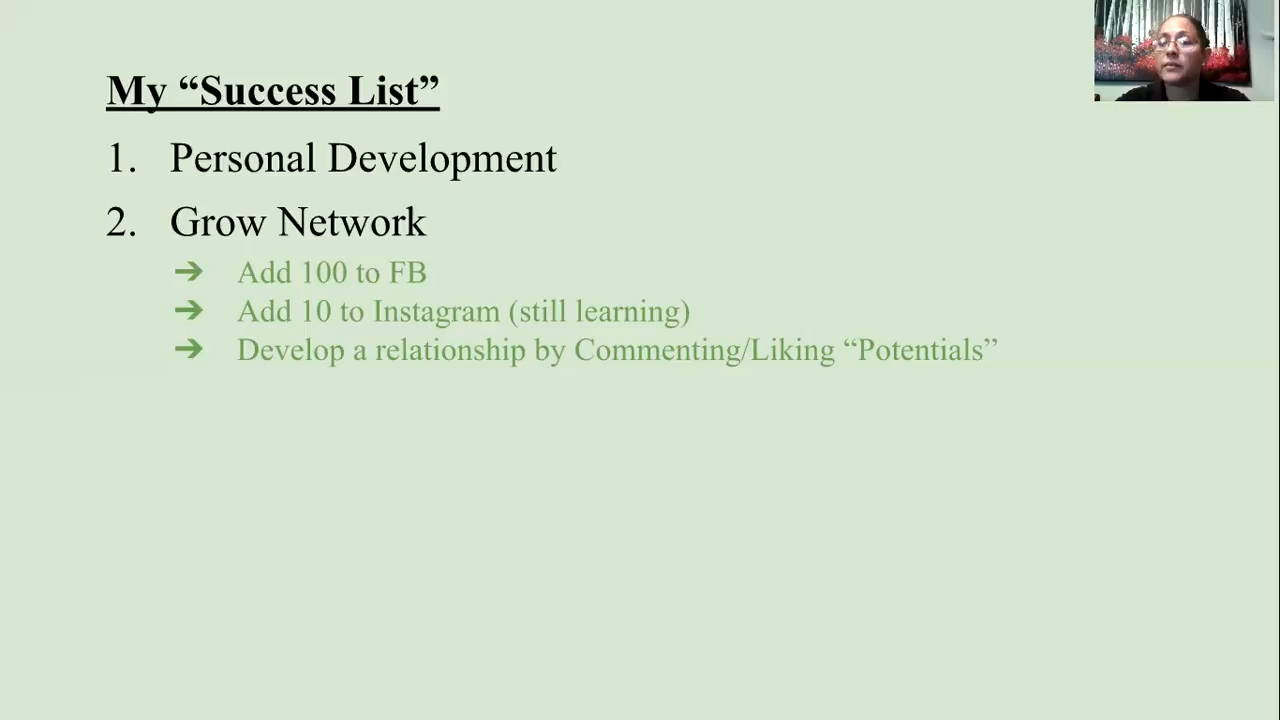 My “Success List”
1. Personal Development
2. Grow Network
➔ Add 100 to FB
➔ Add 10 to Instagram (still learning)
➔ Develop a relationship by Commenting/Liking “Potentials”